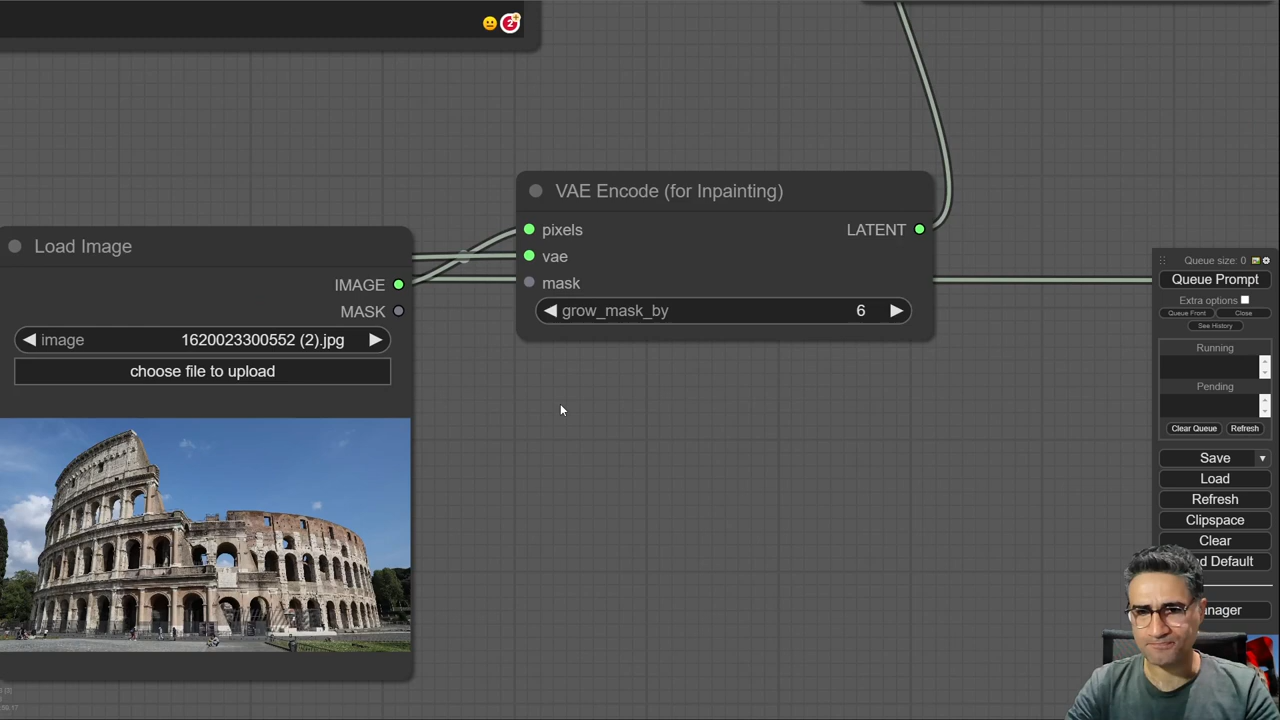 2
VAE Encode (for Inpainting)
pixels
LATENT
vae
mask
grow_mask_by
6
Load Image
IMAGE
MASK
image
1620023300552 (2).jpg
choose file to upload
Queue size: 0
Queue Prompt
Extra options
Queue Front
Close
See History
Running
Pending
Clear Queue
Refresh
Save
Load
Refresh
Clipspace
Clear
d Default
nager